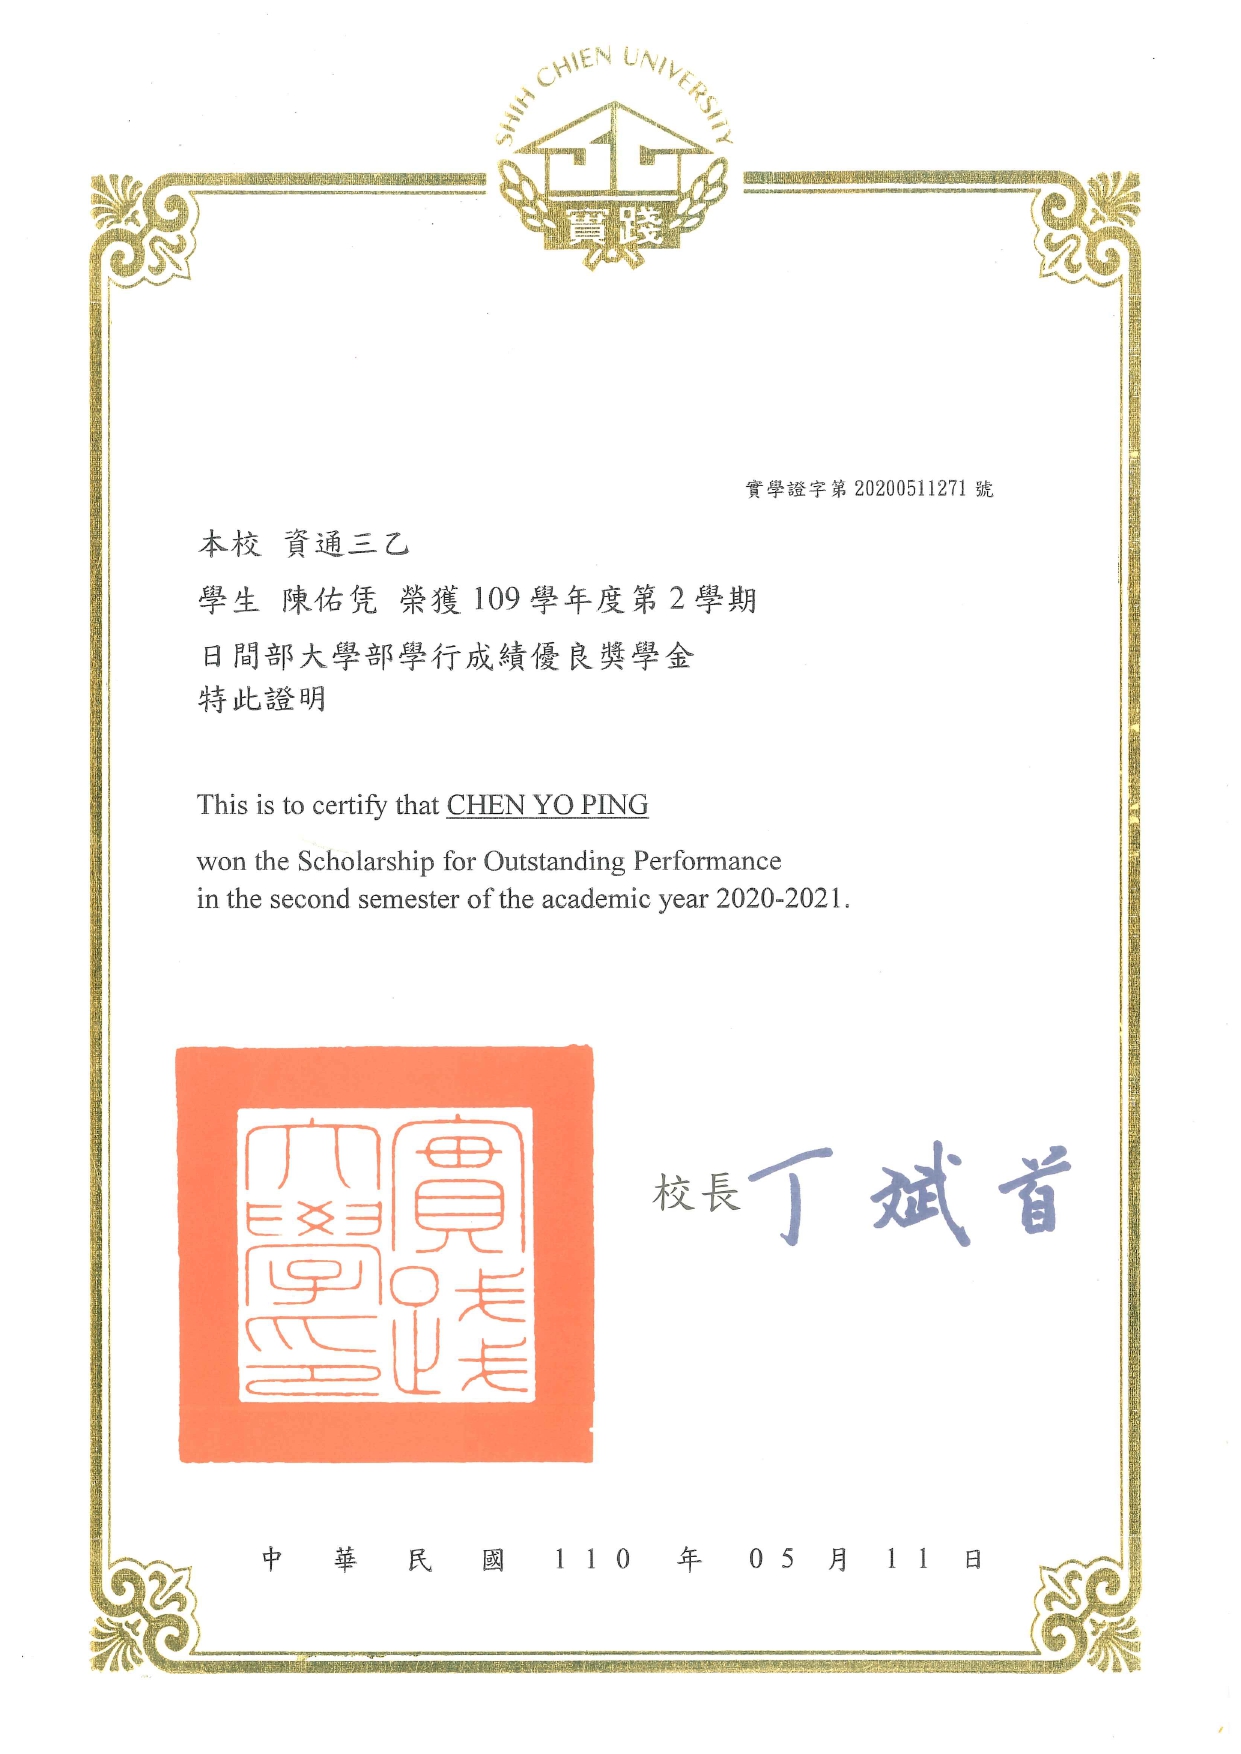 SHIH CHIEN UNIVERSITY
實踐
實學證字第 20200511271 號
本校 資通三乙
學生 陳佑凭 榮獲 109 學年度第 2 學期
日間部大學部學行成績優良獎學金
特此證明
This is to certify that CHEN YO PING
won the Scholarship for Outstanding Performance
in the second semester of the academic year 2020-2021.
實踐大學印
校長 丁斌首
中華民國 110 年 05 月 11 日